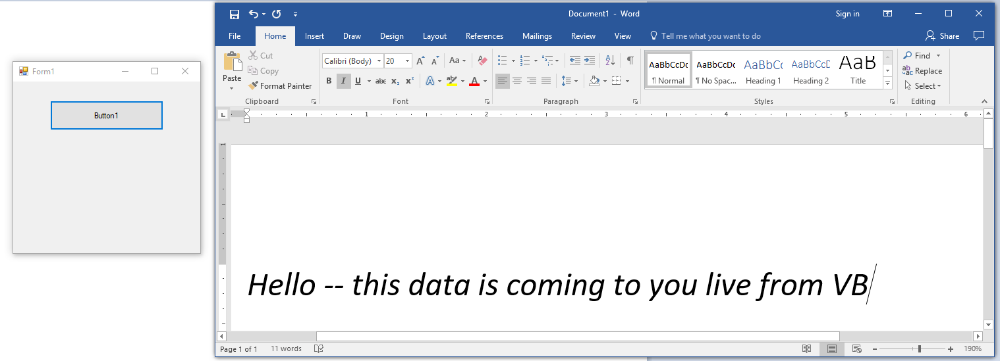 Form1
Button1
Document1 - Word
Sign in
File Home Insert Draw Design Layout References Mailings Review View Tell me what you want to do Share
Paste
Cut
Copy
Format Painter
Clipboard
Calibri (Body) 20 A A Aa
B I U abc x₂ x² A ab A
Font
Paragraph
AaBbCcDc AaBbCcDc AaBbCc AaBbCcD AaB
¶ Normal ¶ No Spac... Heading 1 Heading 2 Title
Styles
Find
Replace
Select
Editing
1 2 3 4 5 6
1
Hello -- this data is coming to you live from VB
Page 1 of 1 11 words 190%